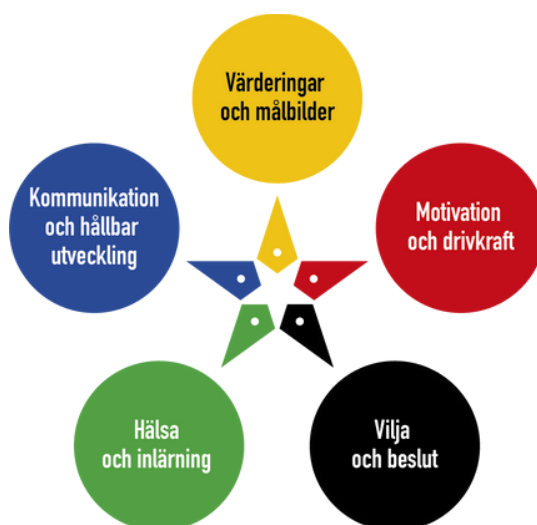 Värderingar
och målbilder
Kommunikation
och hållbar
utveckling
Motivation
och drivkraft
Hälsa
och inlärning
Vilja
och beslut